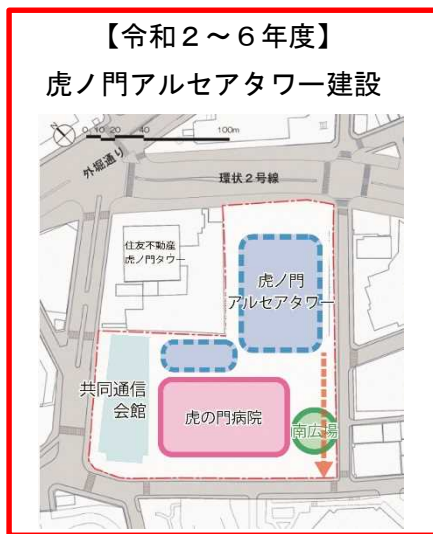 【令和２～６年度】
虎ノ門アルセアタワー建設
0 10 20 40 100m
外堀通り
環状２号線
住友不動産
虎ノ門タワー
虎ノ門
アルセアタワー
共同通信
会館
虎の門病院
南広場